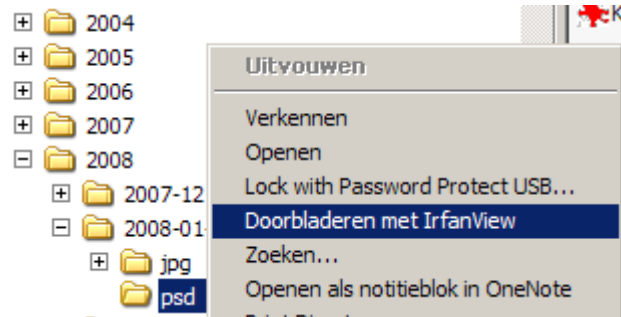 2004
2005
2006
2007
2008
2007-12
2008-01
jpg
psd
K
Uitvouwen
Verkennen
Openen
Lock with Password Protect USB...
Doorbladeren met IrfanView
Zoeken...
Openen als notitieblok in OneNote